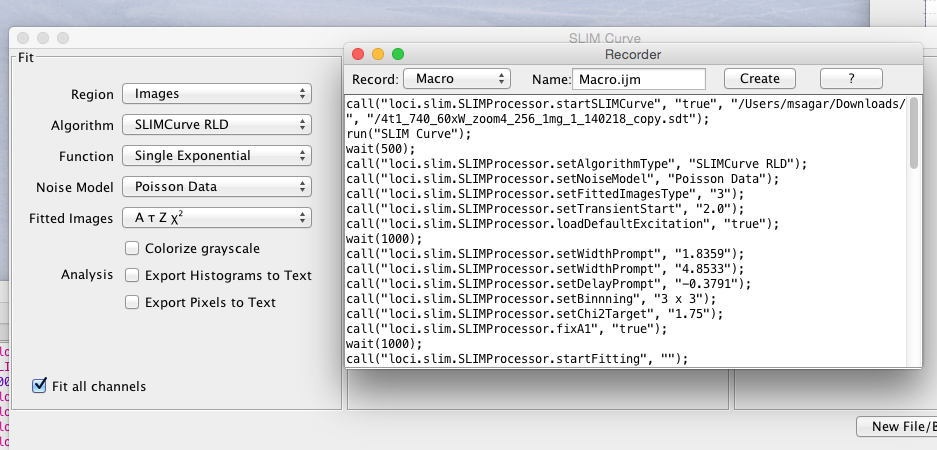 SLIM Curve
Fit
Region Images
Algorithm SLIMCurve RLD
Function Single Exponential
Noise Model Poisson Data
Fitted Images A τ Z χ²
Colorize grayscale
Analysis Export Histograms to Text
Export Pixels to Text
Fit all channels
New File/B
Recorder
Record: Macro Name: Macro.ijm Create ?
call("loci.slim.SLIMProcessor.startSLIMCurve", "true", "/Users/msagar/Downloads/
", "/4t1_740_60xW_zoom4_256_1mg_1_140218_copy.sdt");
run("SLIM Curve");
wait(500);
call("loci.slim.SLIMProcessor.setAlgorithmType", "SLIMCurve RLD");
call("loci.slim.SLIMProcessor.setNoiseModel", "Poisson Data");
call("loci.slim.SLIMProcessor.setFittedImagesType", "3");
call("loci.slim.SLIMProcessor.setTransientStart", "2.0");
call("loci.slim.SLIMProcessor.loadDefaultExcitation", "true");
wait(1000);
call("loci.slim.SLIMProcessor.setWidthPrompt", "1.8359");
call("loci.slim.SLIMProcessor.setWidthPrompt", "4.8533");
call("loci.slim.SLIMProcessor.setDelayPrompt", "-0.3791");
call("loci.slim.SLIMProcessor.setBinnning", "3 x 3");
call("loci.slim.SLIMProcessor.setChi2Target", "1.75");
call("loci.slim.SLIMProcessor.fixA1", "true");
wait(1000);
call("loci.slim.SLIMProcessor.startFitting", "");